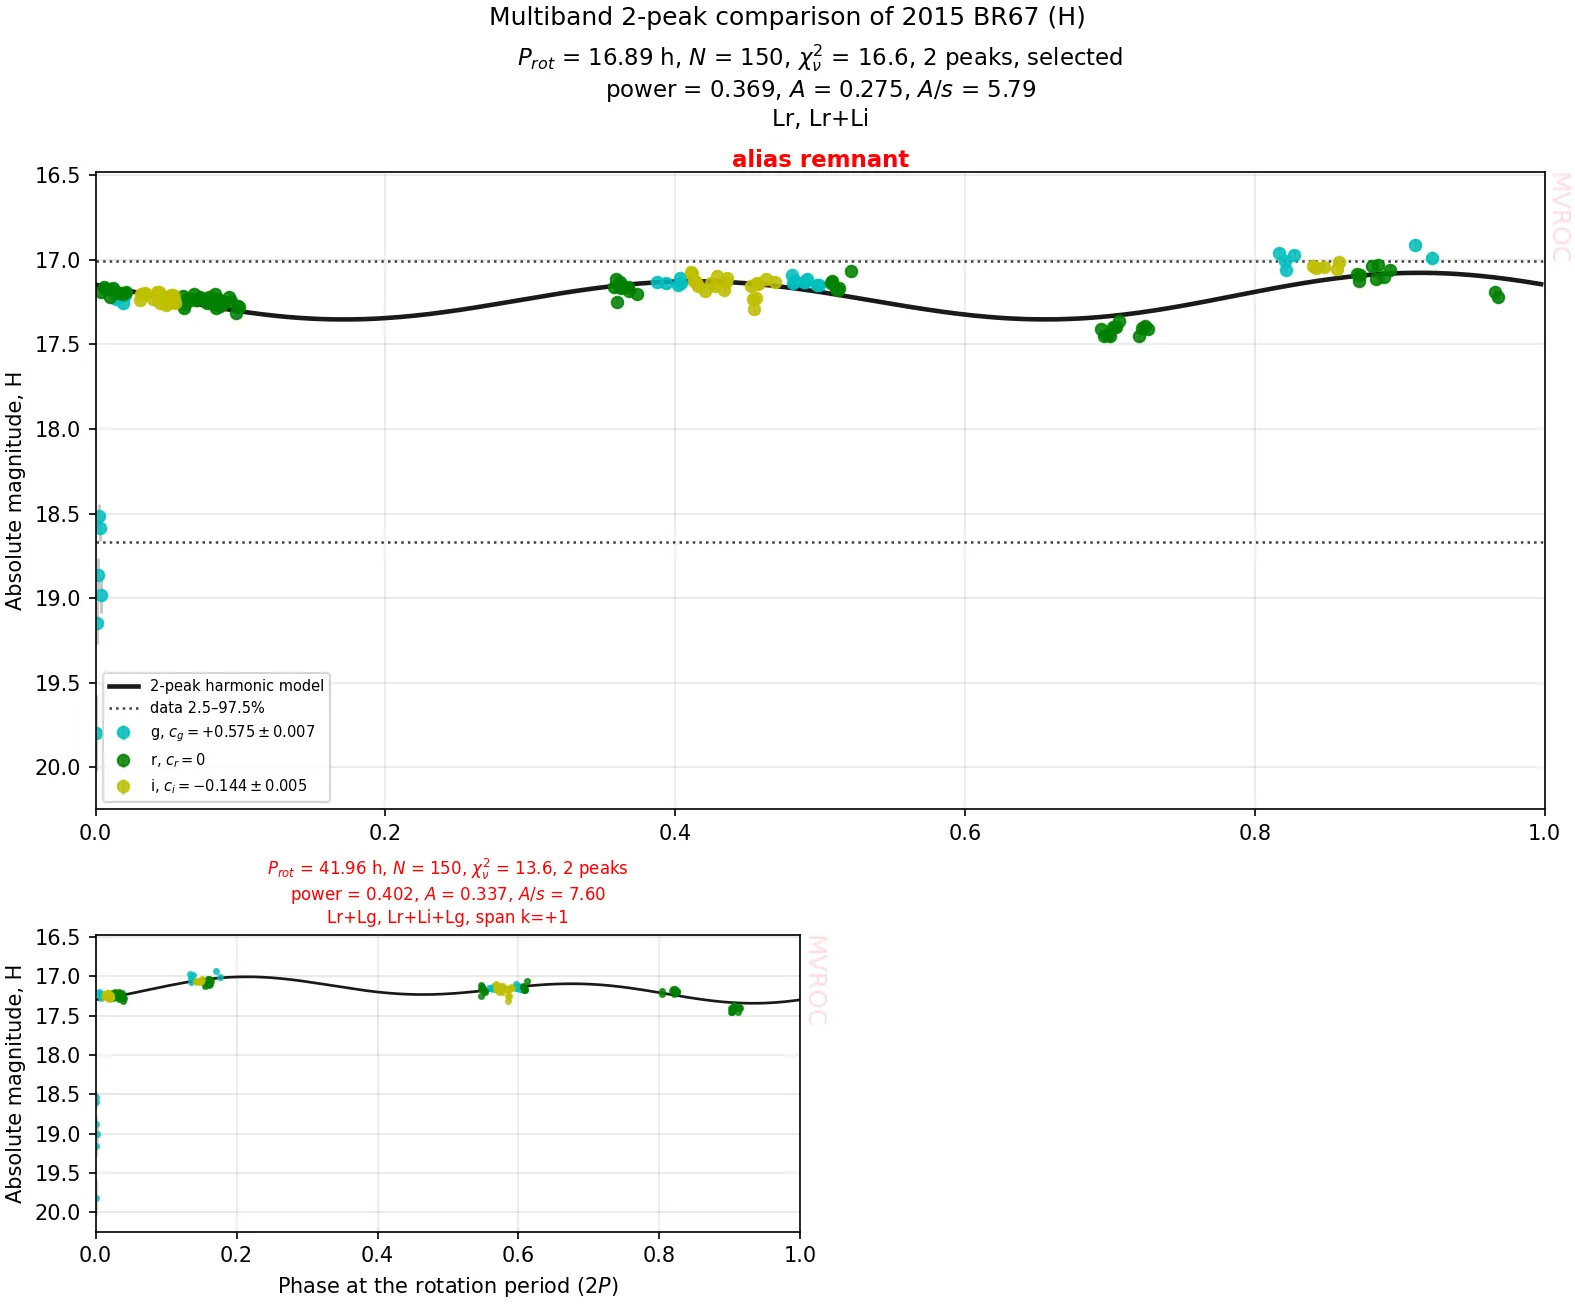 Multiband 2-peak comparison of 2015 BR67 (H)
P_rot = 16.89 h, N = 150, χ²_ν = 16.6, 2 peaks, selected
power = 0.369, A = 0.275, A/s = 5.79
Lr, Lr+Li
alias remnant
16.5
17.0
17.5
18.0
18.5
19.0
19.5
20.0
Absolute magnitude, H
MVROC
2-peak harmonic model
data 2.5–97.5%
g, c_g = +0.575 ± 0.007
r, c_r = 0
i, c_i = −0.144 ± 0.005
0.0 0.2 0.4 0.6 0.8 1.0
P_rot = 41.96 h, N = 150, χ²_ν = 13.6, 2 peaks
power = 0.402, A = 0.337, A/s = 7.60
Lr+Lg, Lr+Li+Lg, span k=+1
16.5
17.0
17.5
18.0
18.5
19.0
19.5
20.0
Absolute magnitude, H
MVROC
0.0 0.2 0.4 0.6 0.8 1.0
Phase at the rotation period (2P)